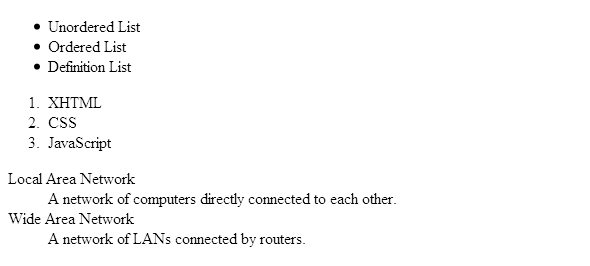 • Unordered List
• Ordered List
• Definition List
1. XHTML
2. CSS
3. JavaScript
Local Area Network
A network of computers directly connected to each other.
Wide Area Network
A network of LANs connected by routers.